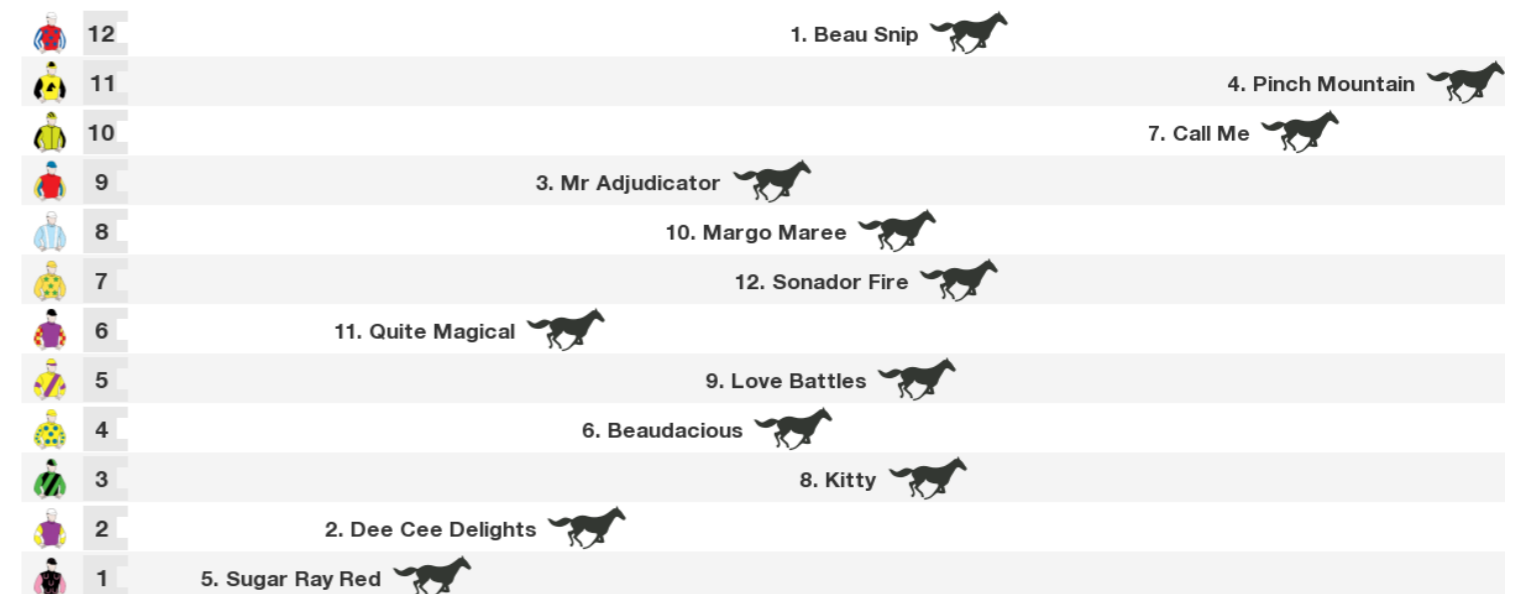 12 1. Beau Snip
11 4. Pinch Mountain
10 7. Call Me
9 3. Mr Adjudicator
8 10. Margo Maree
7 12. Sonador Fire
6 11. Quite Magical
5 9. Love Battles
4 6. Beaudacious
3 8. Kitty
2 2. Dee Cee Delights
1 5. Sugar Ray Red